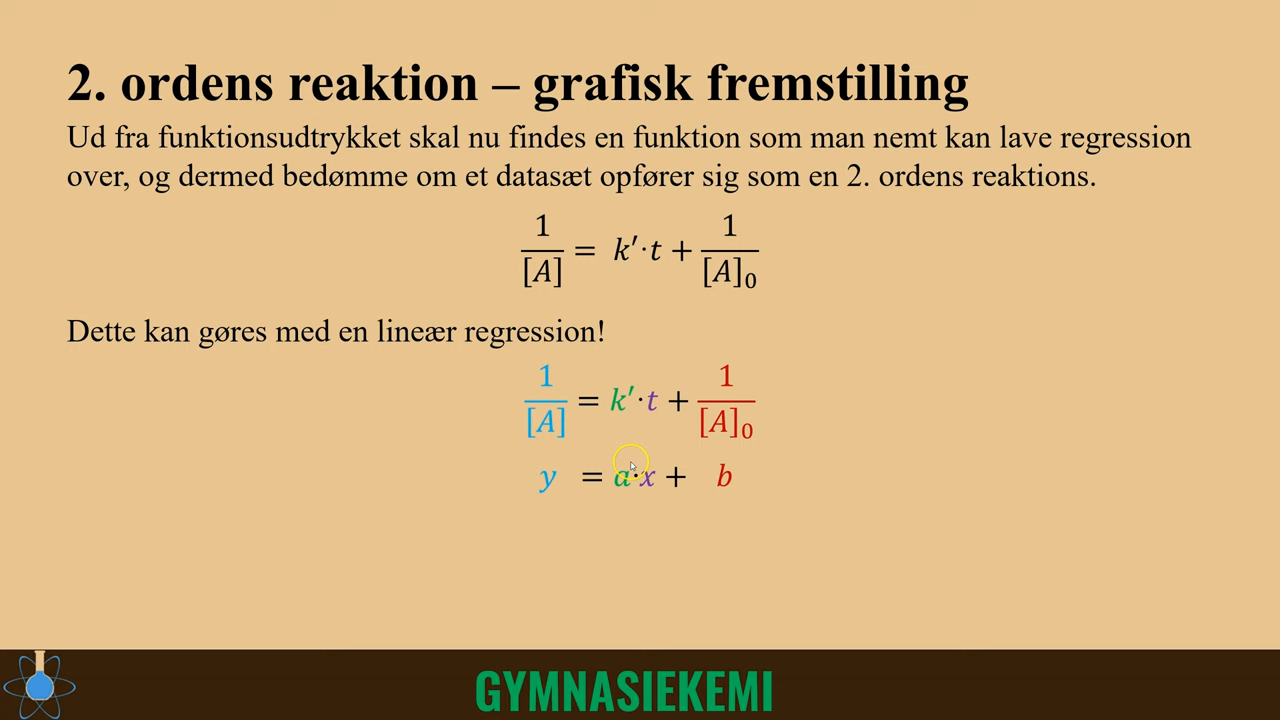 2. ordens reaktion – grafisk fremstilling
Ud fra funktionsudtrykket skal nu findes en funktion som man nemt kan lave regression
over, og dermed bedømme om et datasæt opfører sig som en 2. ordens reaktions.
1/[A] = k′·t + 1/[A]₀
Dette kan gøres med en lineær regression!
1/[A] = k′·t + 1/[A]₀
y = a·x + b
GYMNASIEKEMI